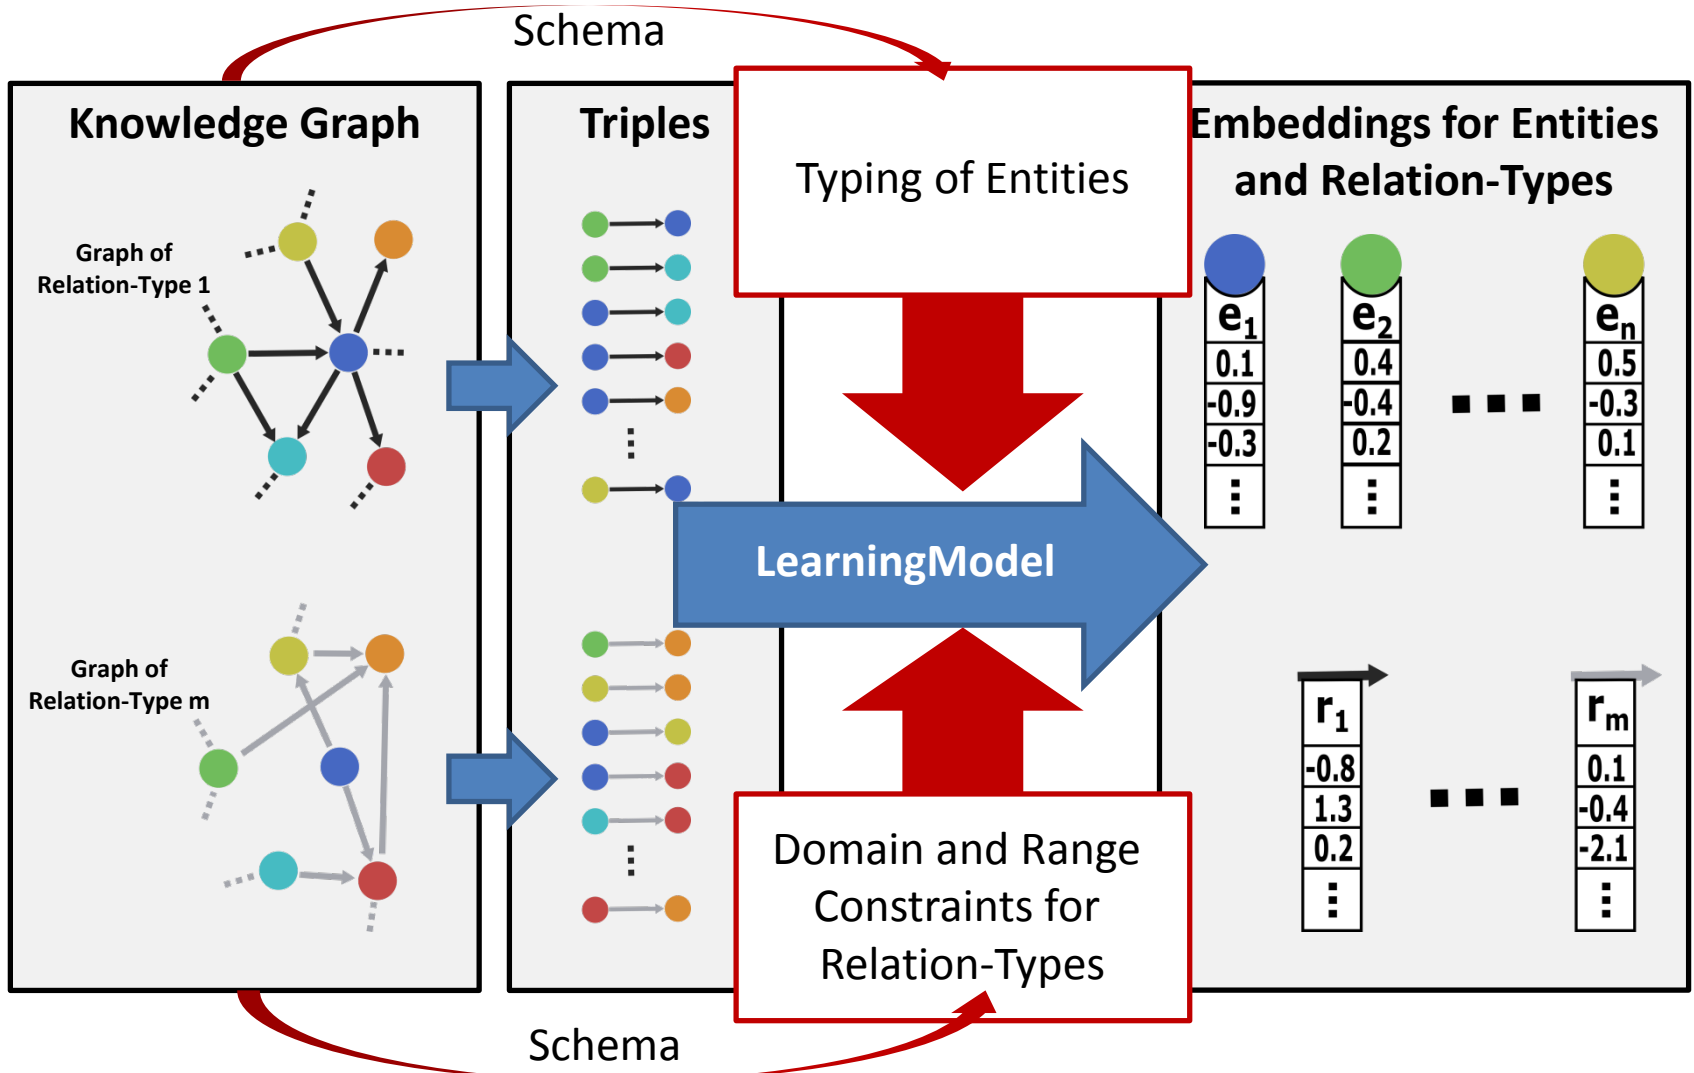 Schema
Knowledge Graph
Graph of
Relation-Type 1
Graph of
Relation-Type m
Triples
Typing of Entities
LearningModel
Domain and Range
Constraints for
Relation-Types
Embeddings for Entities
and Relation-Types
e1
0.1
-0.9
-0.3
e2
0.4
-0.4
0.2
en
0.5
-0.3
0.1
r1
-0.8
1.3
0.2
rm
0.1
-0.4
-2.1
Schema